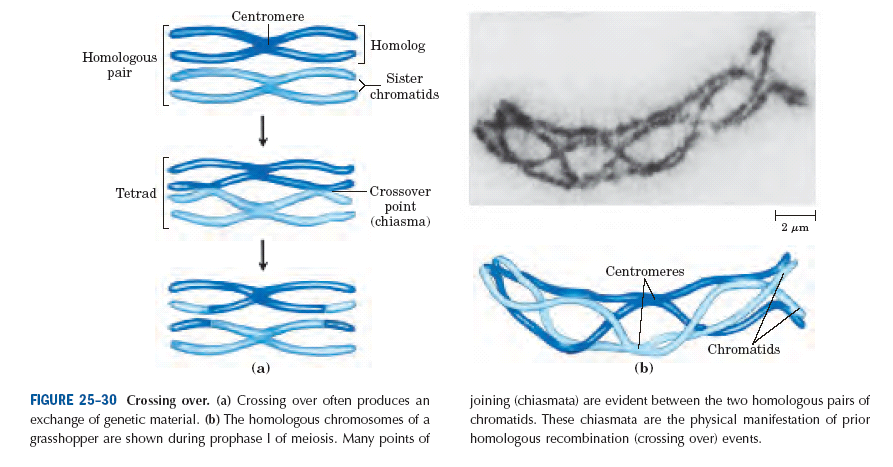 Centromere
Homolog
Homologous
pair
Sister
chromatids
Tetrad
Crossover
point
(chiasma)
(a)
2 μm
Centromeres
Chromatids
(b)
FIGURE 25–30 Crossing over. (a) Crossing over often produces an
exchange of genetic material. (b) The homologous chromosomes of a
grasshopper are shown during prophase I of meiosis. Many points of
joining (chiasmata) are evident between the two homologous pairs of
chromatids. These chiasmata are the physical manifestation of prior
homologous recombination (crossing over) events.